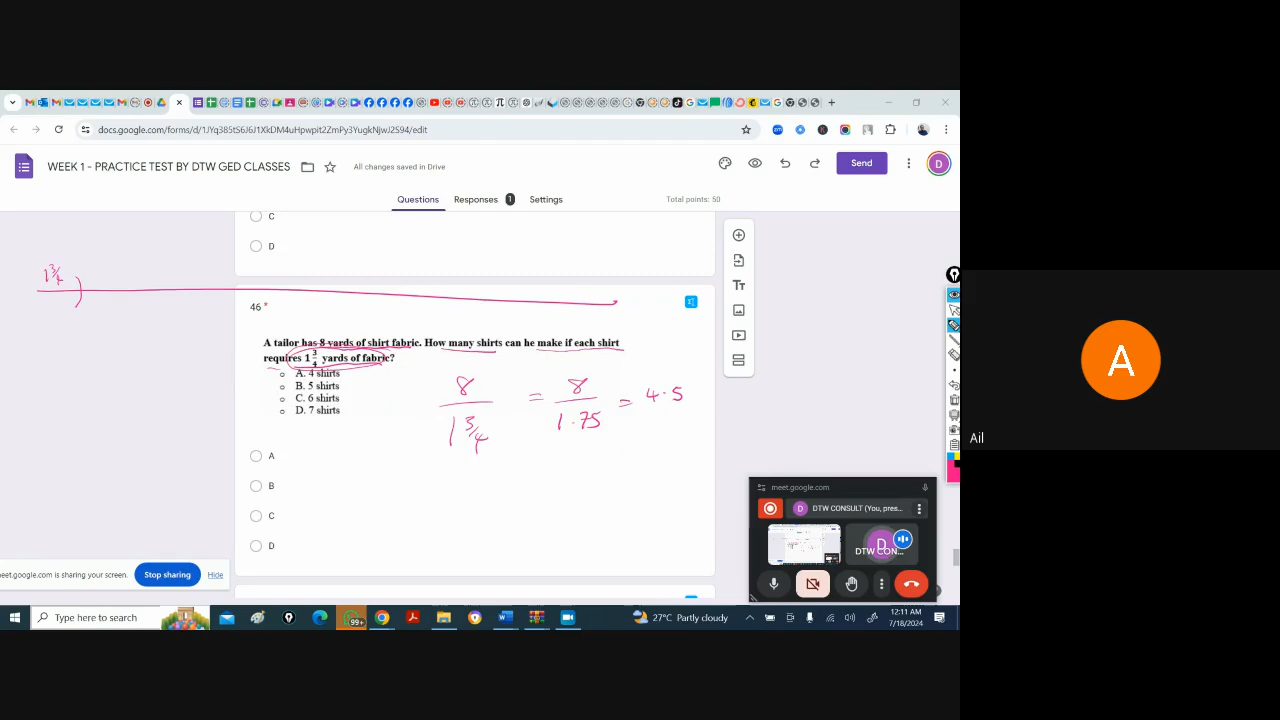 docs.google.com/forms/d/1JYq385tS6J6J1XkDM4uHpwpit2ZmPy3YugkNjwJ2S94/edit
WEEK 1 - PRACTICE TEST BY DTW GED CLASSES
All changes saved in Drive
Send
D
Questions
Responses
1
Settings
Total points: 50
C
D
1 3/4
46 *
A tailor has 8 yards of shirt fabric. How many shirts can he make if each shirt
requires 1 3/4 yards of fabric?
A. 4 shirts
B. 5 shirts
C. 6 shirts
D. 7 shirts
8 / 1 3/4 = 8 / 1.75 = 4.5
A
B
C
D
A
Ail
meet.google.com
D
DTW CONSULT (You, pres...
D
DTW CON...
meet.google.com is sharing your screen.
Stop sharing
Hide
Type here to search
99+
27°C Partly cloudy
12:11 AM
7/18/2024